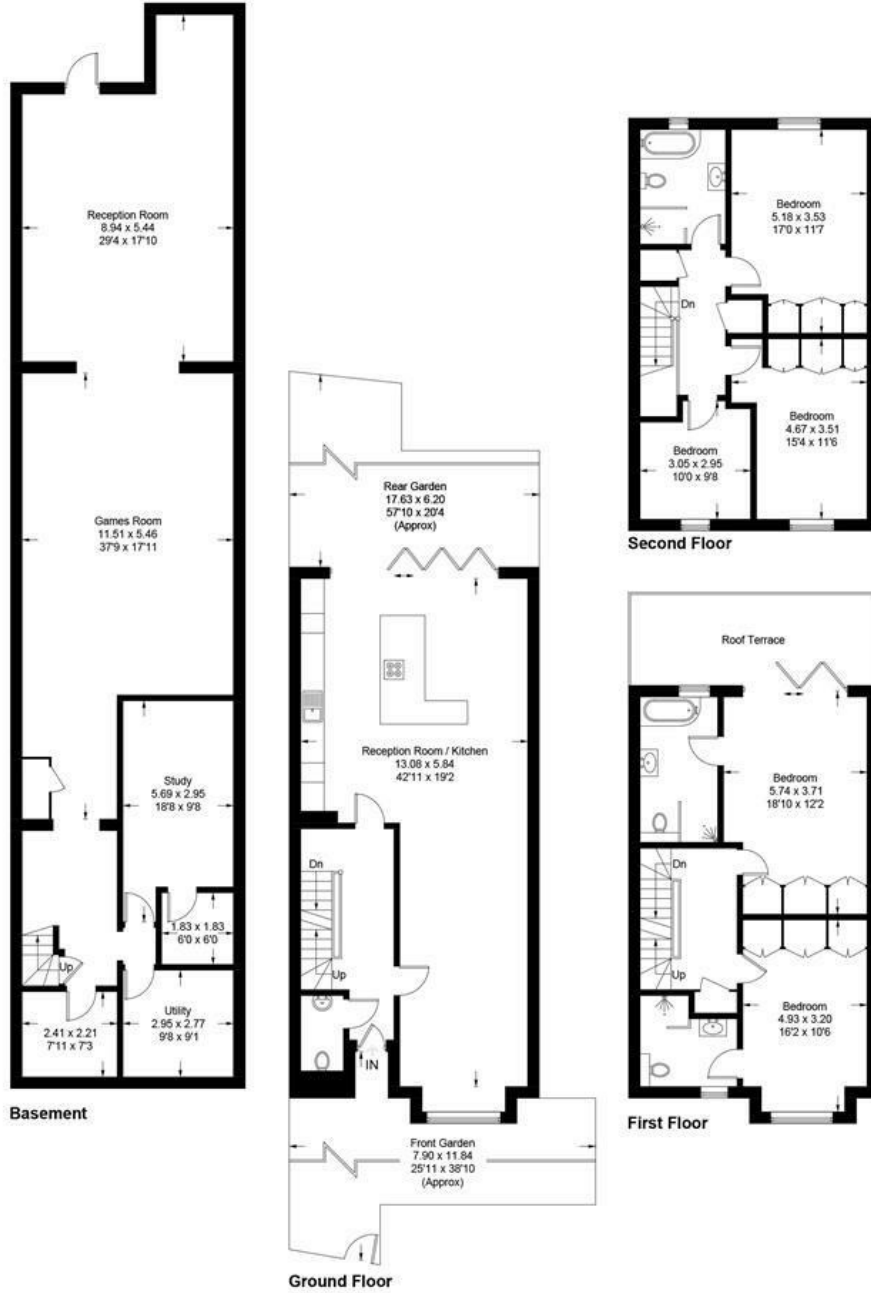 Reception Room
8.94 x 5.44
29'4 x 17'10
Games Room
11.51 x 5.46
37'9 x 17'11
Study
5.69 x 2.95
18'8 x 9'8
1.83 x 1.83
6'0 x 6'0
Up
2.41 x 2.21
7'11 x 7'3
Utility
2.95 x 2.77
9'8 x 9'1
Basement
Rear Garden
17.63 x 6.20
57'10 x 20'4
(Approx)
Reception Room / Kitchen
13.08 x 5.84
42'11 x 19'2
Dn
Up
IN
Front Garden
7.90 x 11.84
25'11 x 38'10
(Approx)
Ground Floor
Bedroom
5.18 x 3.53
17'0 x 11'7
Dn
Bedroom
4.67 x 3.51
15'4 x 11'6
Bedroom
3.05 x 2.95
10'0 x 9'8
Second Floor
Roof Terrace
Bedroom
5.74 x 3.71
18'10 x 12'2
Dn
Up
Bedroom
4.93 x 3.20
16'2 x 10'6
First Floor